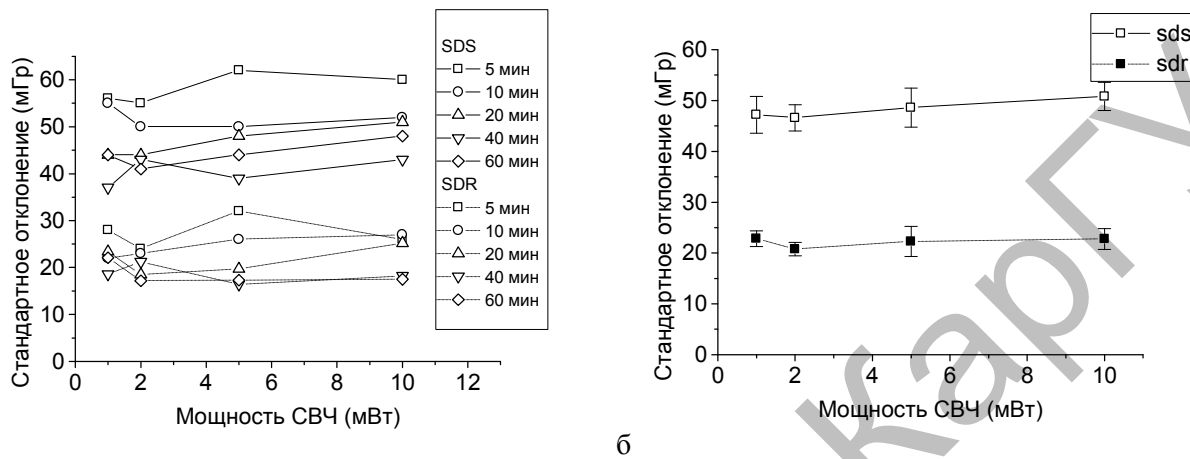 SDS
5 мин
10 мин
20 мин
40 мин
60 мин
SDR
5 мин
10 мин
20 мин
40 мин
60 мин
Стандартное отклонение (мГр)
60
50
40
30
20
10
0
0 2 4 6 8 10 12
Мощность СВЧ (мВт)
sds
sdr
Стандартное отклонение (мГр)
60
50
40
30
20
10
0
0 2 4 6 8 10
Мощность СВЧ (мВт)
б
КарГУ